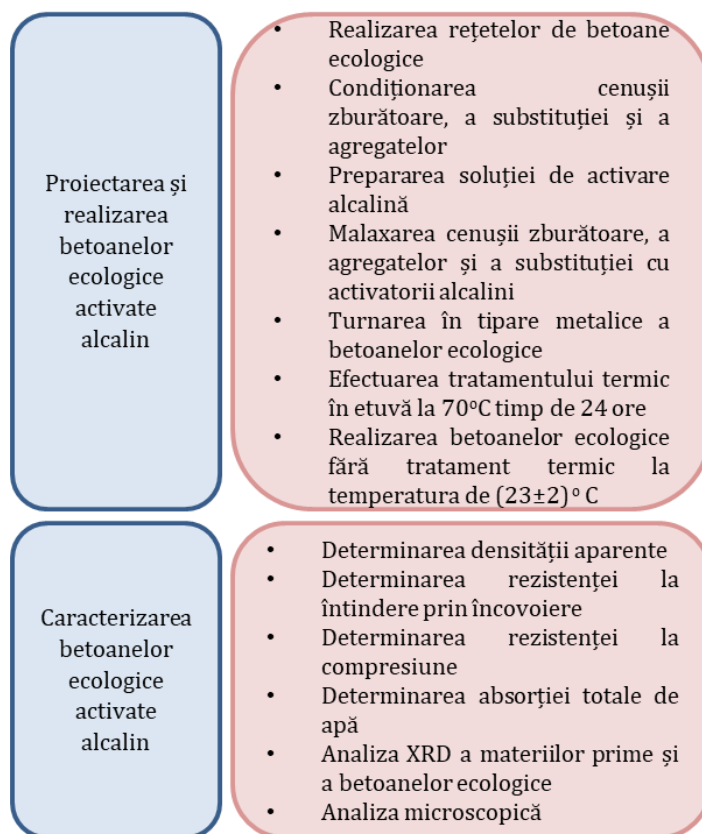 Proiectarea și
realizarea
betoanelor
ecologice
activate
alcalin
• Realizarea rețetelor de betoane
ecologice
• Condiționarea cenușii
zburătoare, a substituției și a
agregatelor
• Prepararea soluției de activare
alcalină
• Malaxarea cenușii zburătoare, a
agregatelor și a substituției cu
activatorii alcalini
• Turnarea în tipare metalice a
betoanelor ecologice
• Efectuarea tratamentului termic
în etuvă la 70°C timp de 24 ore
• Realizarea betoanelor ecologice
fără tratament termic la
temperatura de (23±2)° C
Caracterizarea
betoanelor
ecologice
activate
alcalin
• Determinarea densității aparente
• Determinarea rezistenței la
întindere prin încovoiere
• Determinarea rezistenței la
compresiune
• Determinarea absorției totale de
apă
• Analiza XRD a materiilor prime și
a betoanelor ecologice
• Analiza microscopică